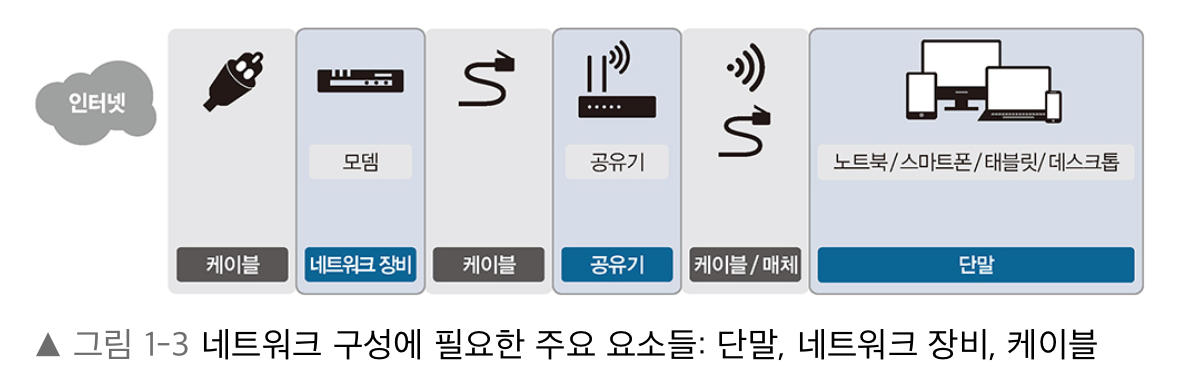 인터넷
모뎀
공유기
노트북/스마트폰/태블릿/데스크톱
케이블
네트워크 장비
케이블
공유기
케이블/매체
단말
▲ 그림 1-3 네트워크 구성에 필요한 주요 요소들: 단말, 네트워크 장비, 케이블